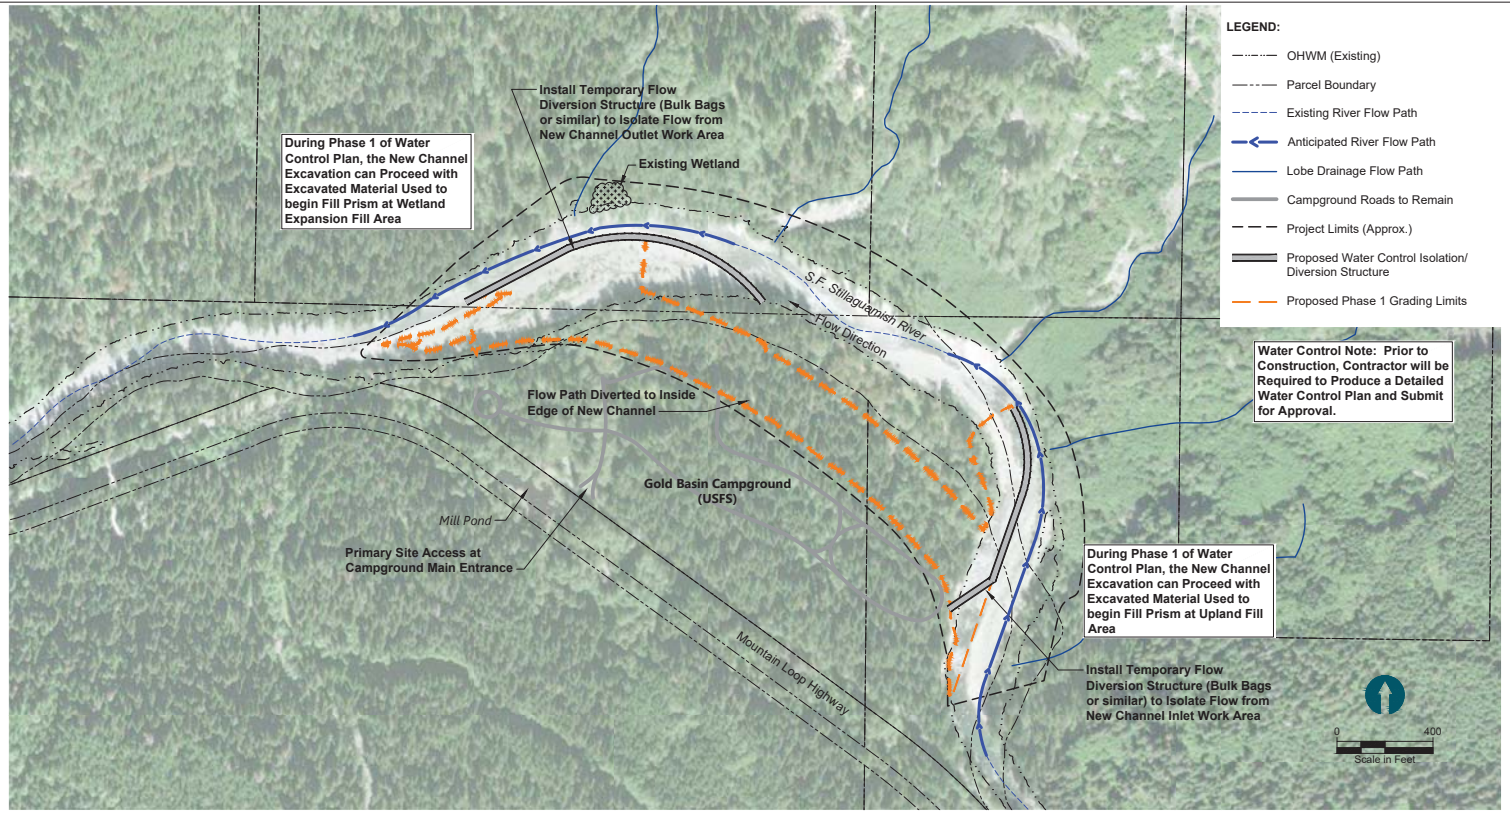 LEGEND:
OHWM (Existing)
Parcel Boundary
Existing River Flow Path
Anticipated River Flow Path
Lobe Drainage Flow Path
Campground Roads to Remain
Project Limits (Approx.)
Proposed Water Control Isolation/
Diversion Structure
Proposed Phase 1 Grading Limits
Install Temporary Flow
Diversion Structure (Bulk Bags
or similar) to Isolate Flow from
New Channel Outlet Work Area
During Phase 1 of Water
Control Plan, the New Channel
Excavation can Proceed with
Excavated Material Used to
begin Fill Prism at Wetland
Expansion Fill Area
Existing Wetland
S.F. Stillaguamish River
Flow Direction
Water Control Note: Prior to
Construction, Contractor will be
Required to Produce a Detailed
Water Control Plan and Submit
for Approval.
Flow Path Diverted to Inside
Edge of New Channel
Gold Basin Campground
(USFS)
Mill Pond
Primary Site Access at
Campground Main Entrance
During Phase 1 of Water
Control Plan, the New Channel
Excavation can Proceed with
Excavated Material Used to
begin Fill Prism at Upland Fill
Area
Mountain Loop Highway
Install Temporary Flow
Diversion Structure (Bulk Bags
or similar) to Isolate Flow from
New Channel Inlet Work Area
0 400
Scale in Feet